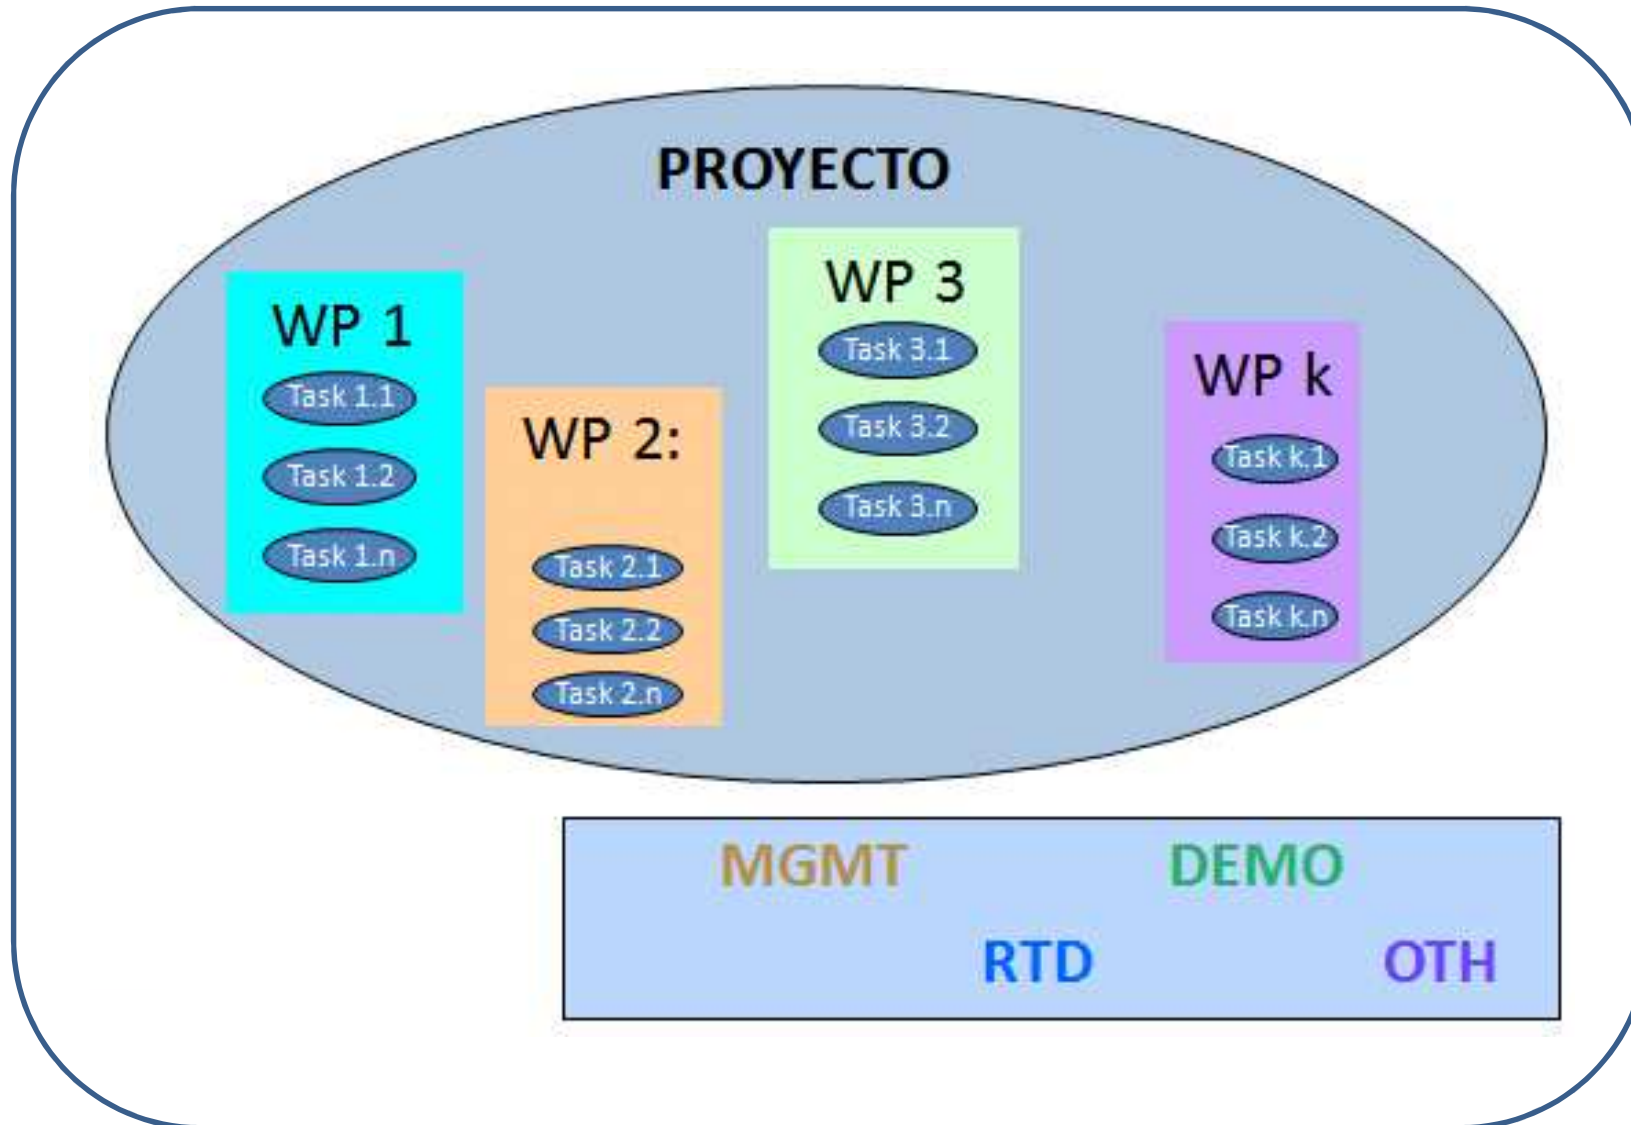 PROYECTO
WP 1
Task 1.1
Task 1.2
Task 1.n
WP 2:
Task 2.1
Task 2.2
Task 2.n
WP 3
Task 3.1
Task 3.2
Task 3.n
WP k
Task k.1
Task k.2
Task k.n
MGMT
DEMO
RTD
OTH